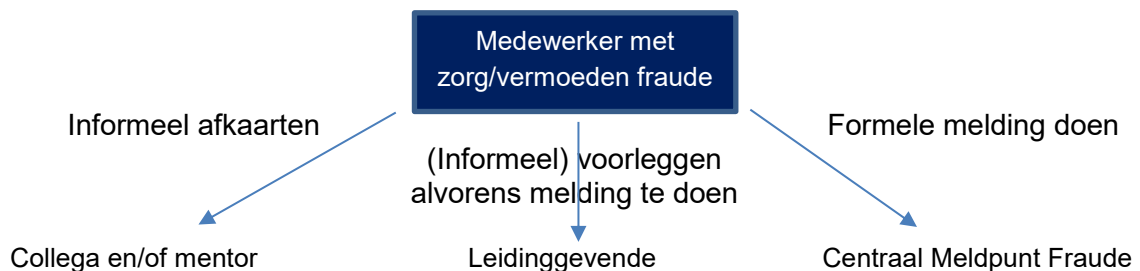 Medewerker met
zorg/vermoeden fraude
Informeel afkaarten
(Informeel) voorleggen
alvorens melding te doen
Formele melding doen
Collega en/of mentor
Leidinggevende
Centraal Meldpunt Fraude